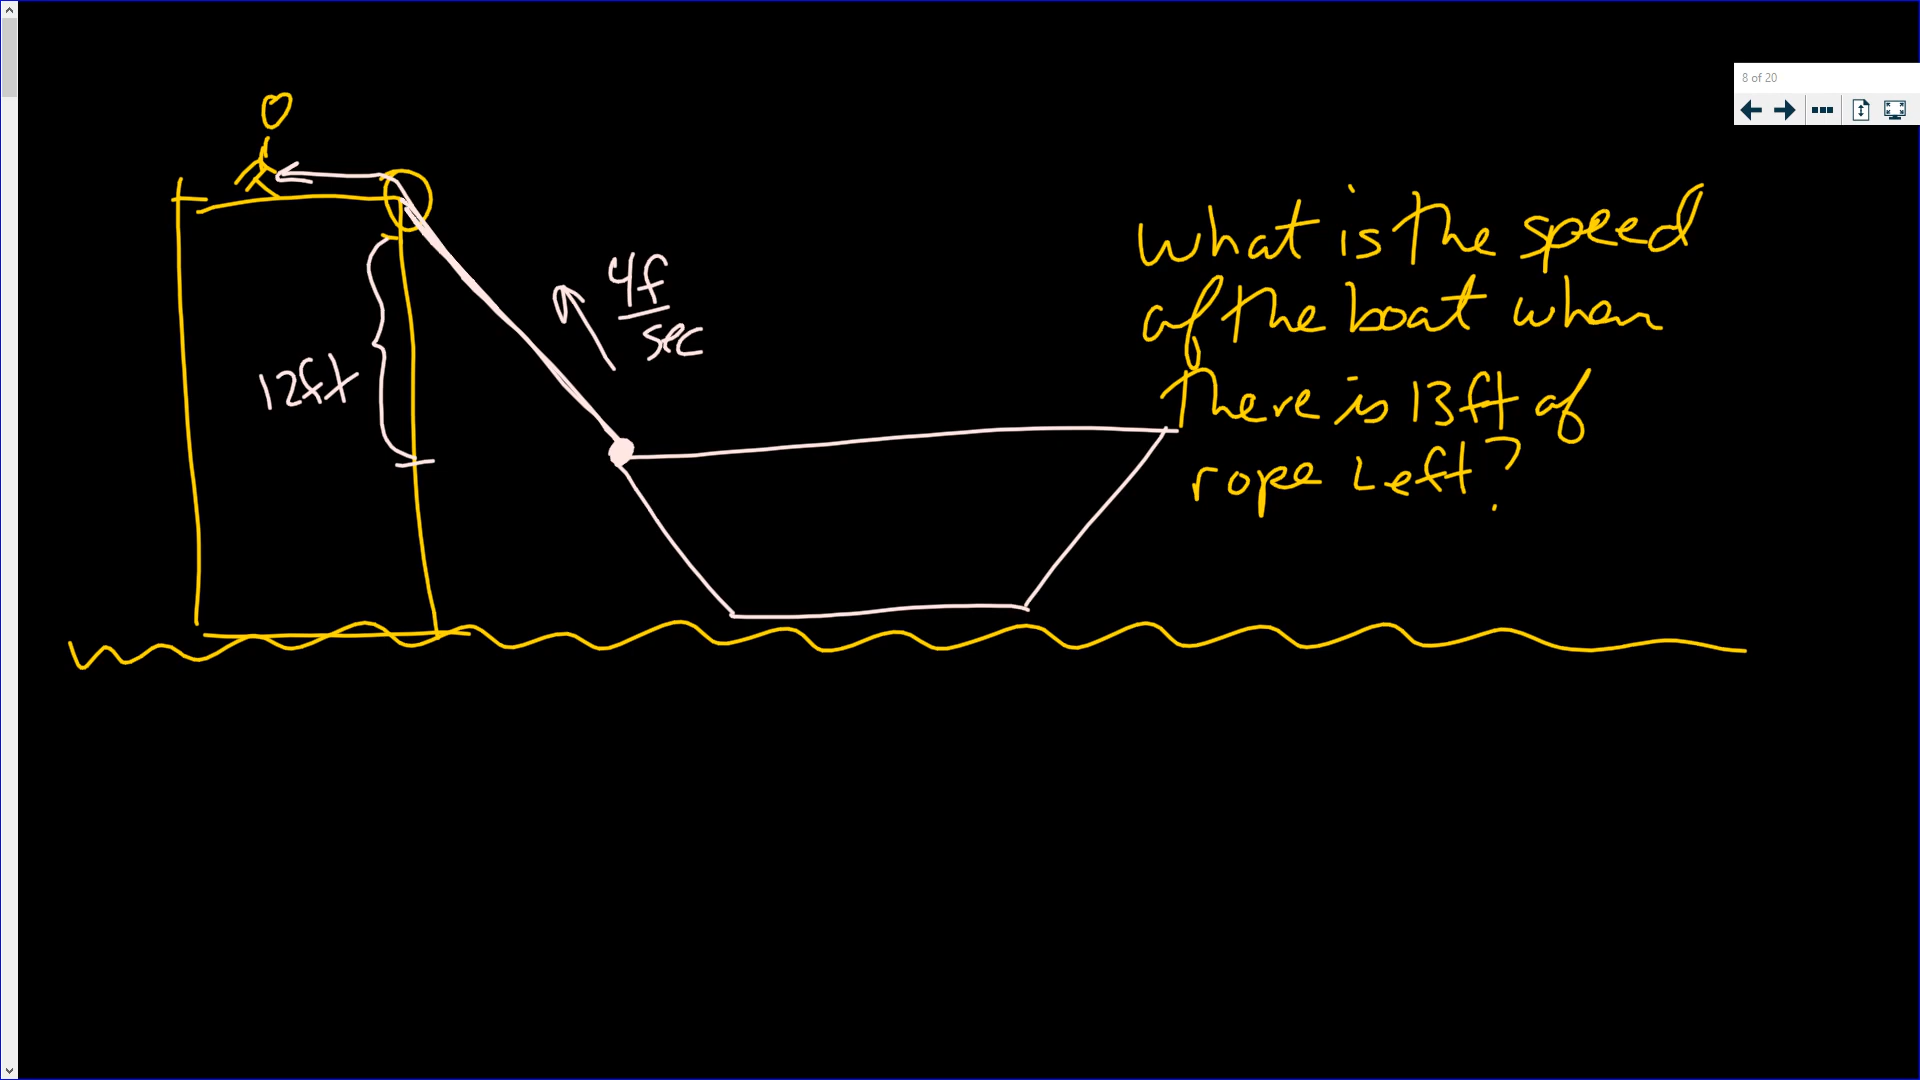 8 of 20
4f
sec
12ft
what is the speed
of the boat when
there is 13ft of
rope Left?